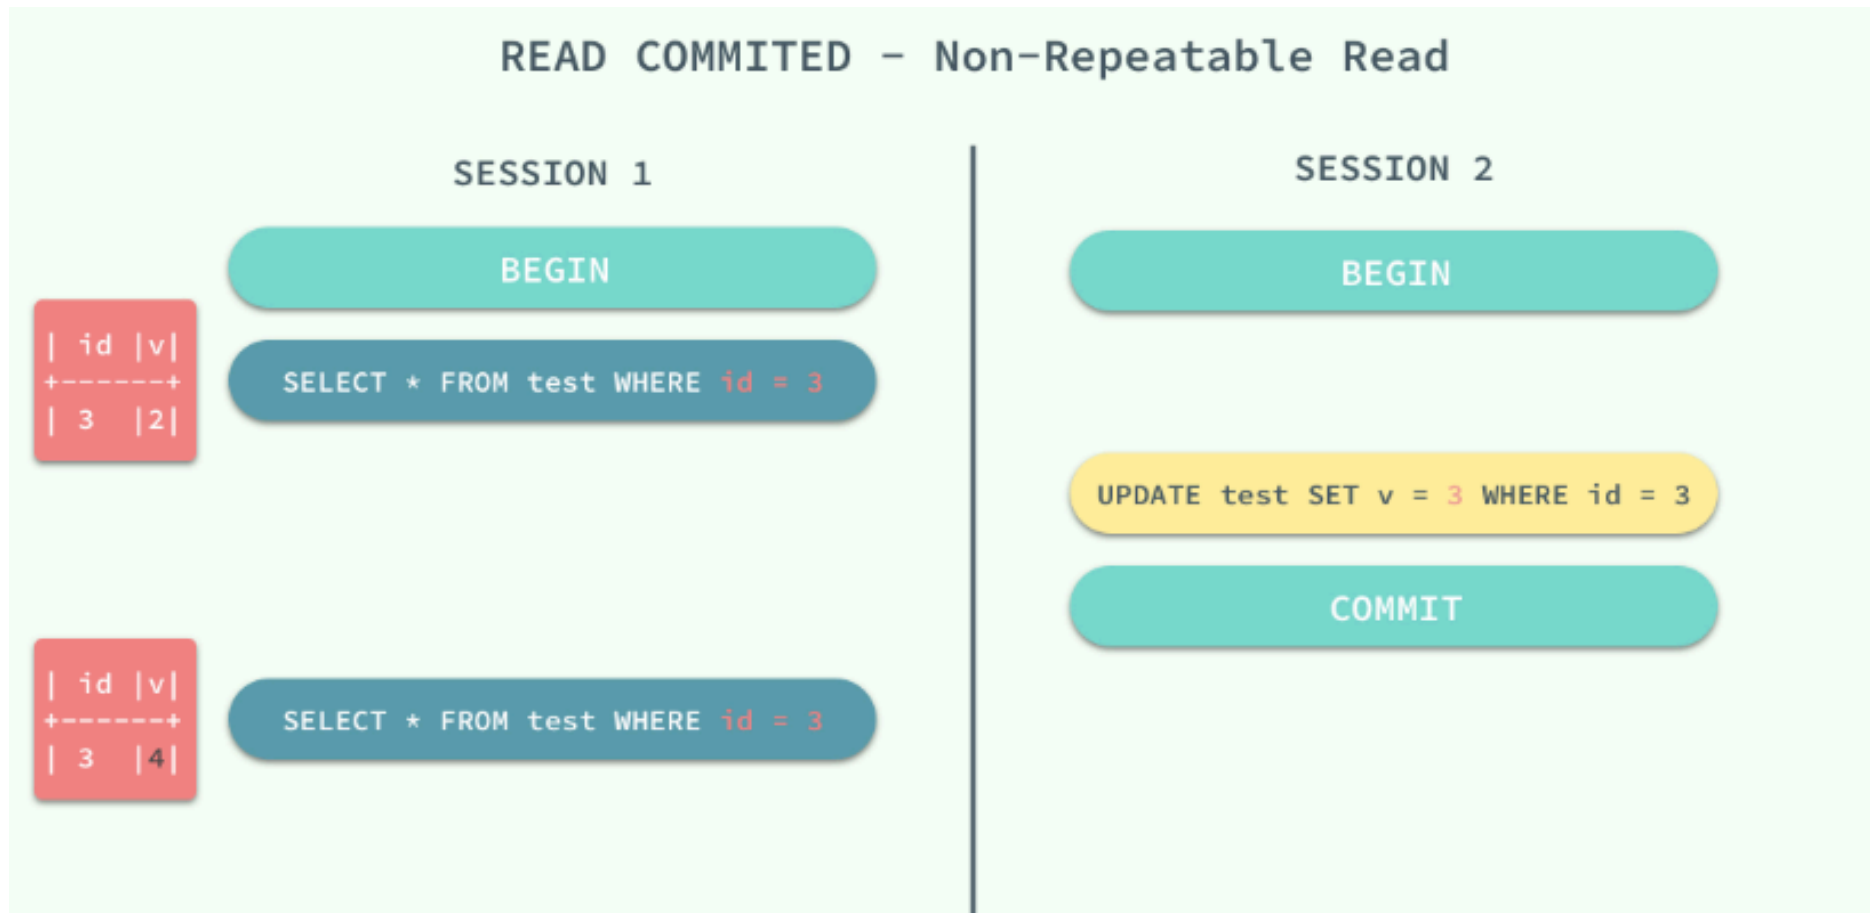 READ COMMITED - Non-Repeatable Read
SESSION 1
BEGIN
| id |v|
+------+
| 3 |2|
SELECT * FROM test WHERE id = 3
| id |v|
+------+
| 3 |4|
SELECT * FROM test WHERE id = 3
SESSION 2
BEGIN
UPDATE test SET v = 3 WHERE id = 3
COMMIT